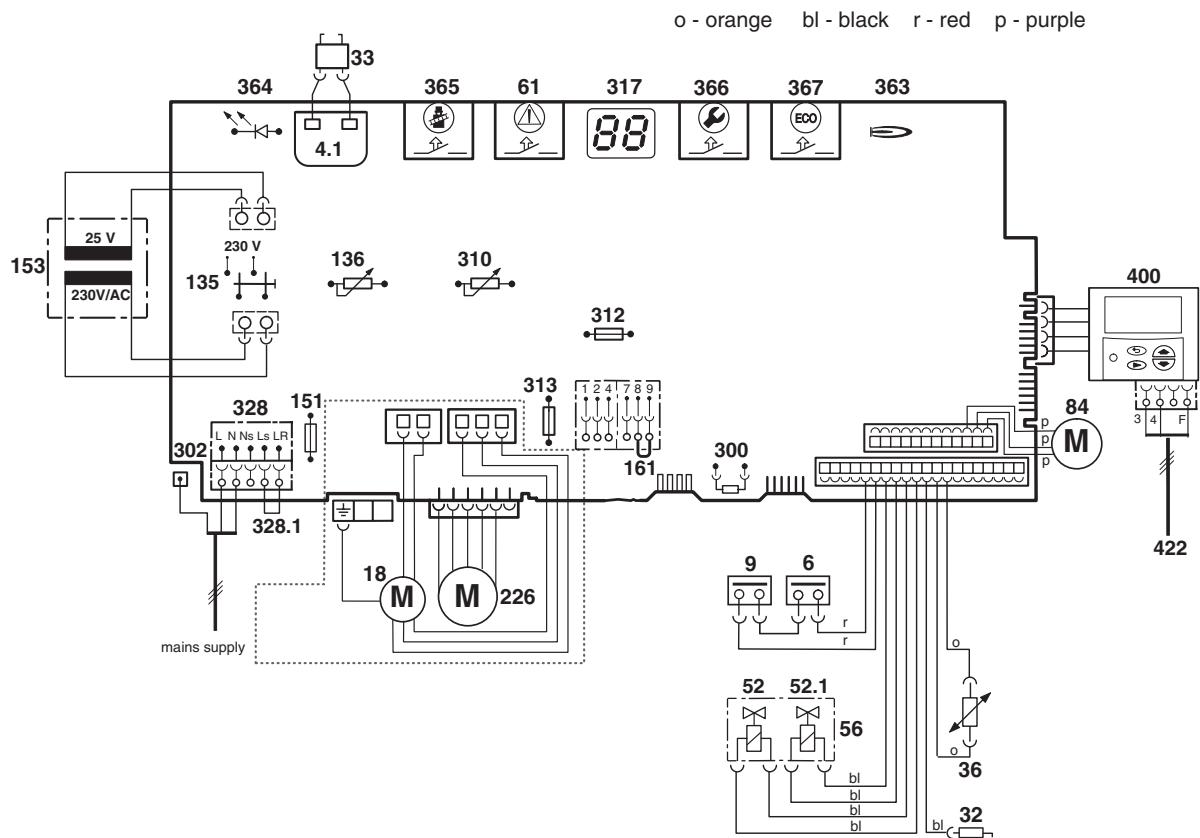 o - orange bl - black r - red p - purple
33
364 365 61 317 366 367 363
4.1
88
ECO
25 V
153
230V/AC
230 V
135
136
310
312
400
313
1 2 4 7 8 9
151
328
L N Ns Ls LR
302
161
300
84
p
p
p
M
3 4 F
328.1
422
18
M
M
226
9
6
mains supply
r
r
o
52
52.1
56
36
o
bl
bl
bl
bl
bl
32